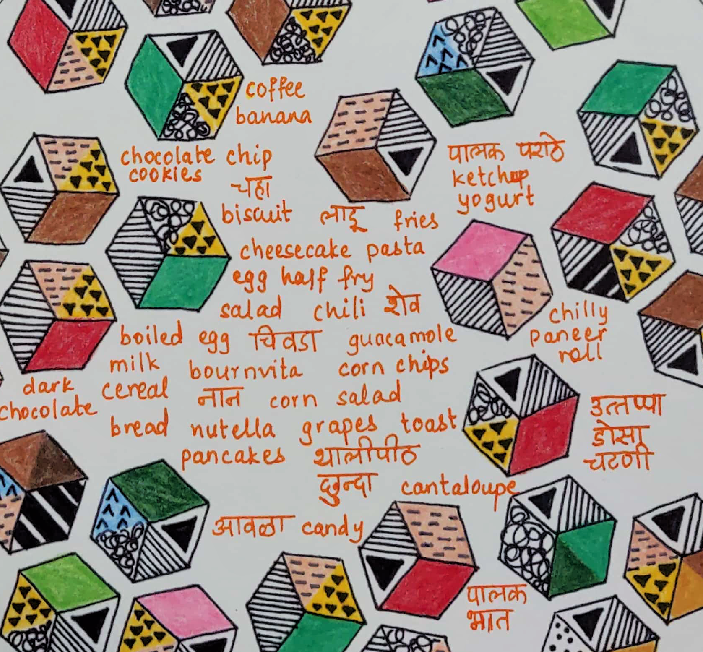 coffee
banana
chocolate chip
cookies
चहा
पालक पराठे
ketchup
yogurt
biscuit लाडू fries
cheesecake pasta
egg half fry
salad chili शेव
chilly
paneer
roll
boiled egg चिवडा guacamole
milk bournvita corn chips
dark
chocolate
cereal नान corn salad
bread nutella grapes toast
उत्तप्पा
डोसा
चटणी
pancakes थालीपीठ
छुन्दा cantaloupe
आवळा candy
पालक
भात